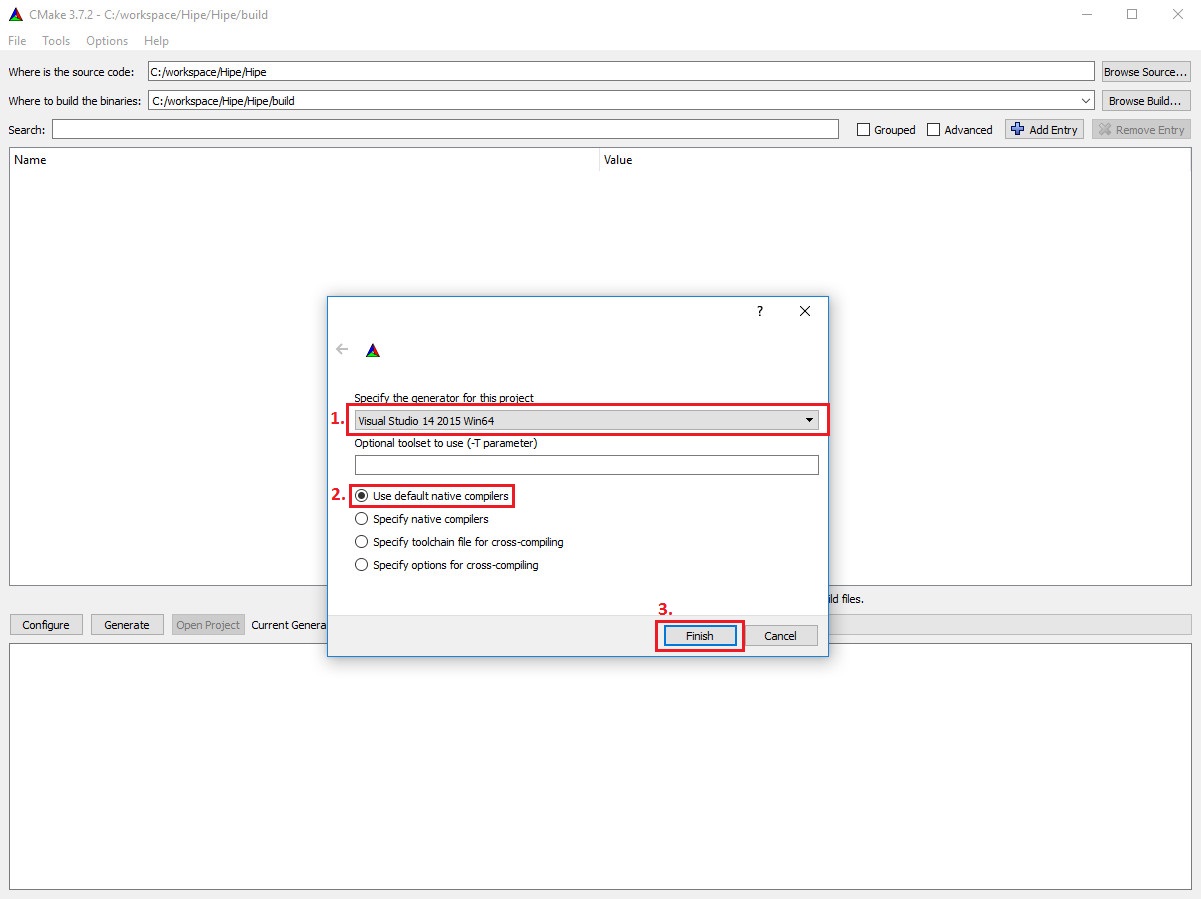 CMake 3.7.2 - C:/workspace/Hipe/Hipe/build
File Tools Options Help
Where is the source code: C:/workspace/Hipe/Hipe Browse Source...
Where to build the binaries: C:/workspace/Hipe/Hipe/build Browse Build...
Search: Grouped Advanced Add Entry Remove Entry
Name Value
?
Specify the generator for this project
1. Visual Studio 14 2015 Win64
Optional toolset to use (-T parameter)
2. Use default native compilers
Specify native compilers
Specify toolchain file for cross-compiling
Specify options for cross-compiling
ild files.
3.
Configure Generate Open Project Current Genera
Finish Cancel